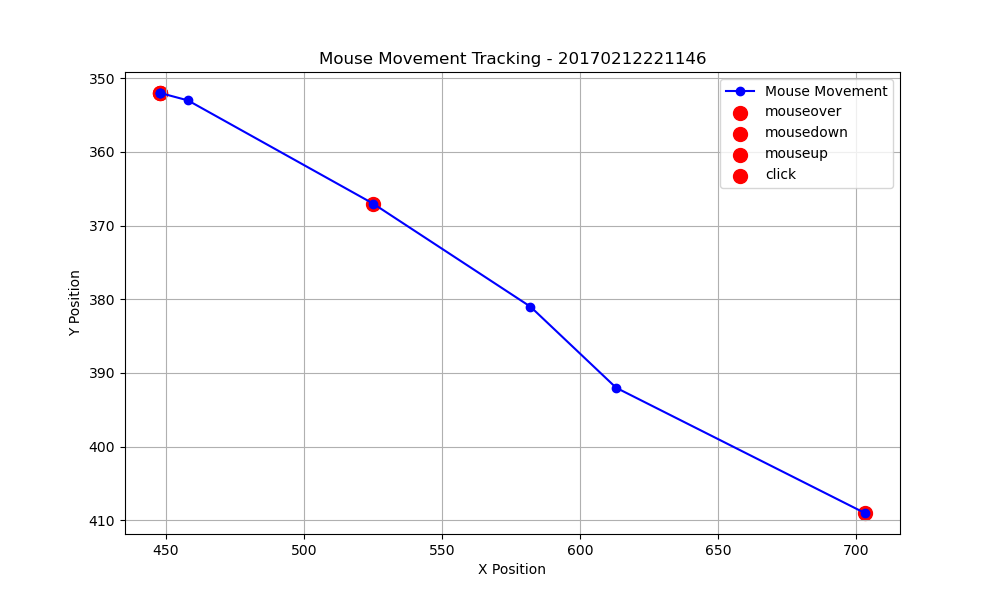 Mouse Movement Tracking - 20170212221146
Mouse Movement
mouseover
mousedown
mouseup
click
350
360
370
380
390
400
410
Y Position
450
500
550
600
650
700
X Position